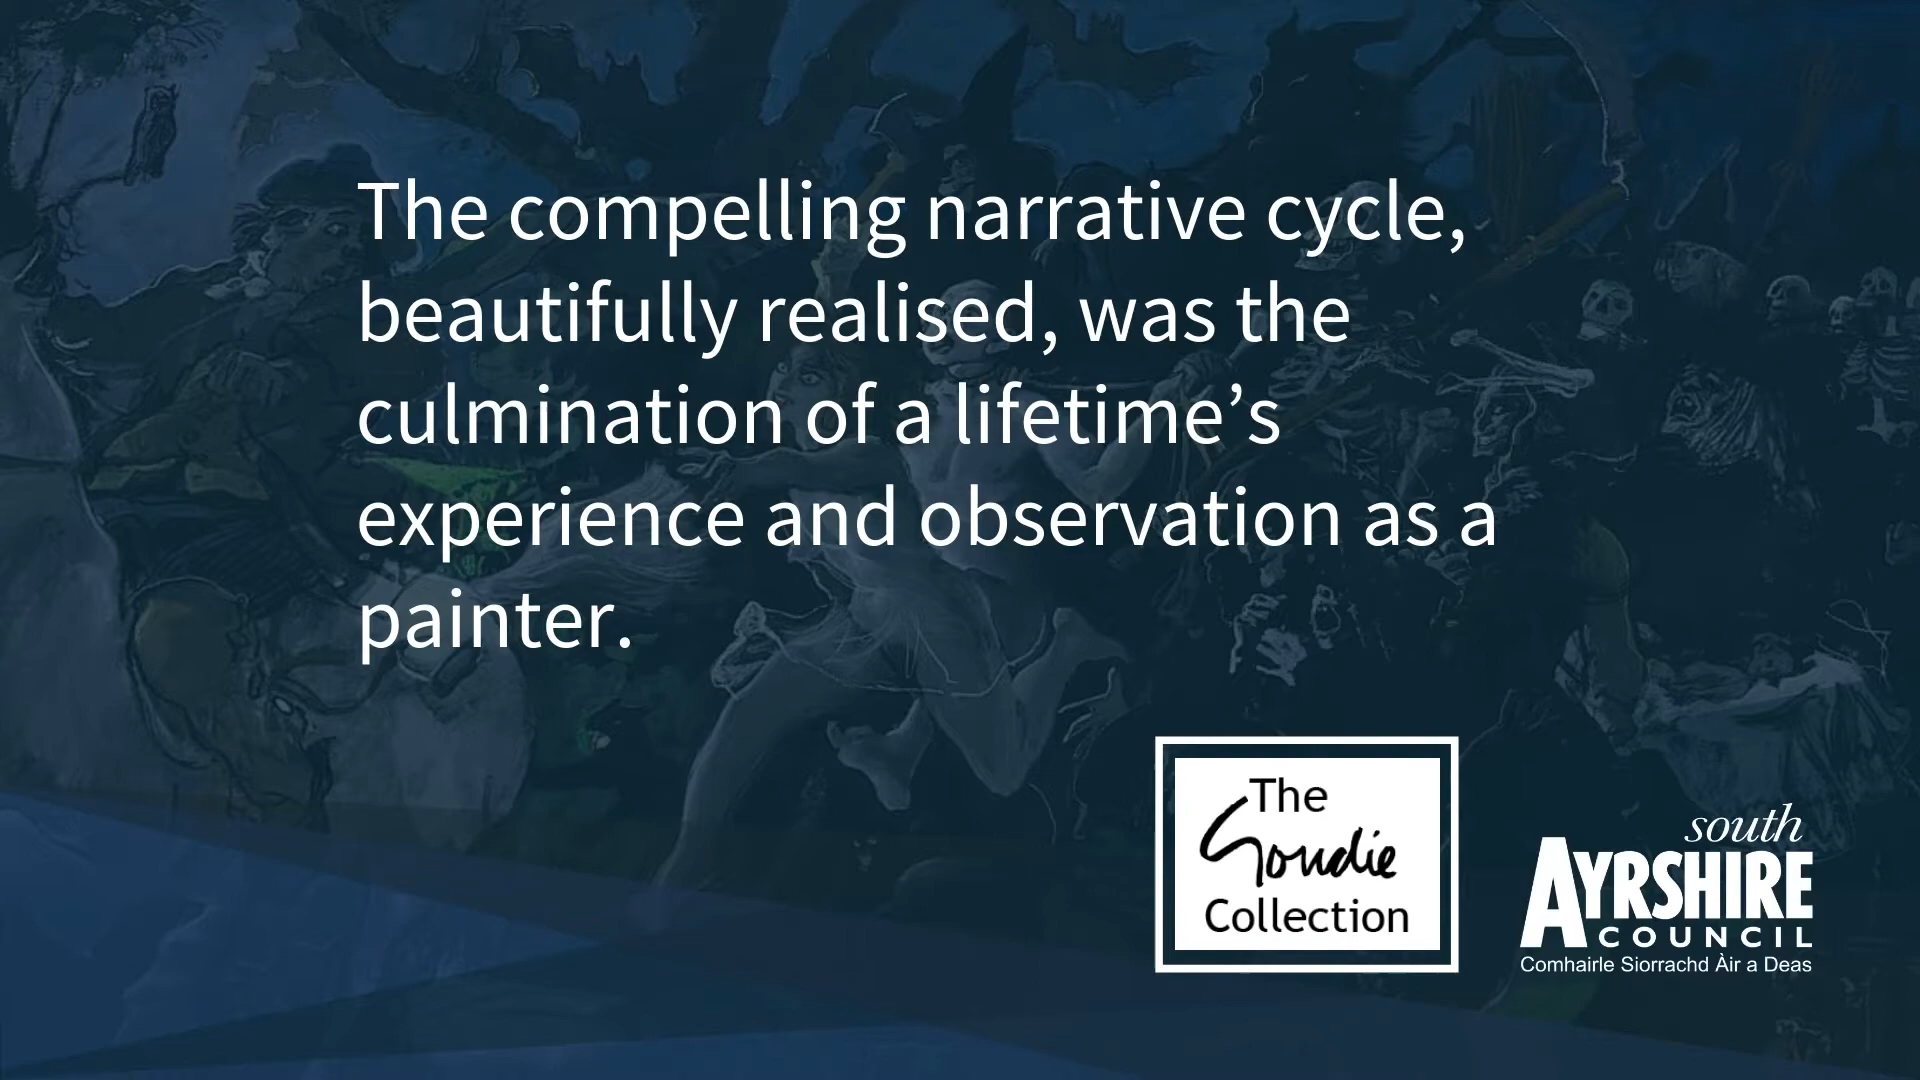 The compelling narrative cycle,
beautifully realised, was the
culmination of a lifetime’s
experience and observation as a
painter.
The
Goudie
Collection
south
AYRSHIRE
COUNCIL
Comhairle Siorrachd Àir a Deas